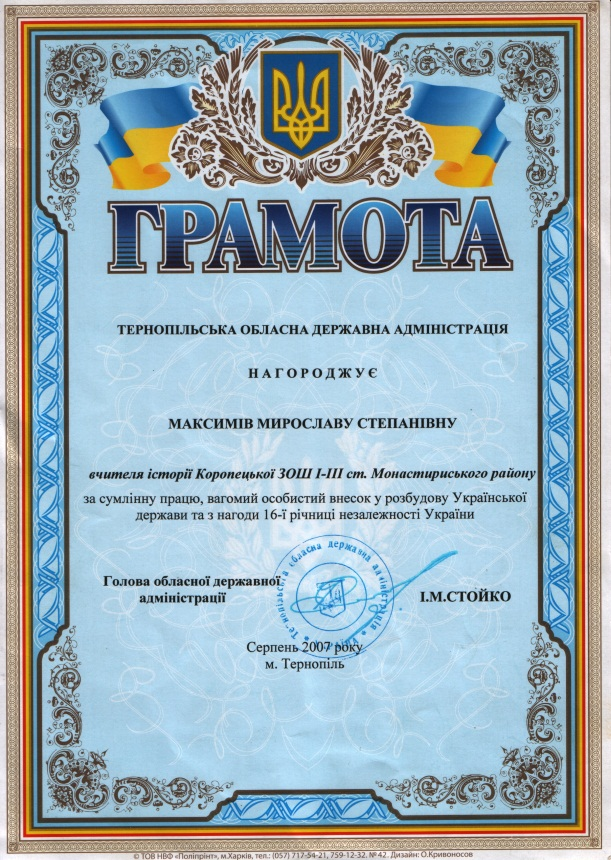 ГРАМОТА
ТЕРНОПІЛЬСЬКА ОБЛАСНА ДЕРЖАВНА АДМІНІСТРАЦІЯ
НАГОРОДЖУЄ
МАКСИМІВ МИРОСЛАВУ СТЕПАНІВНУ
вчителя історії Коропецької ЗОШ І-ІІІ ст. Монастириського району
за сумлінну працю, вагомий особистий внесок у розбудову Української
держави та з нагоди 16-ї річниці незалежності України
Голова обласної державної
адміністрації
І.М.СТОЙКО
Тернопільська обласна державна адміністрація
Україна
Серпень 2007 року
м. Тернопіль
© ТОВ НВФ «Поліпрінт», м.Харків, тел.: (057) 717-54-21, 759-12-32. № 42. Дизайн: О.Кривоносов